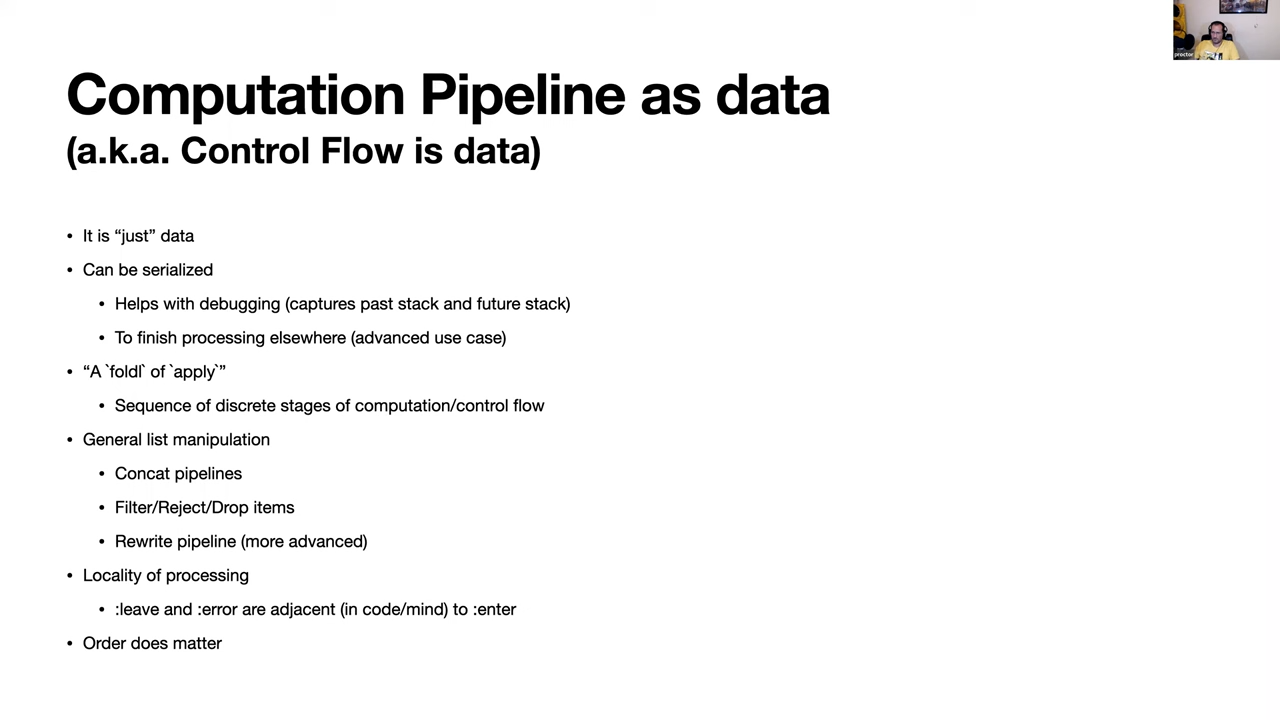 Computation Pipeline as data
(a.k.a. Control Flow is data)
• It is “just” data
• Can be serialized
• Helps with debugging (captures past stack and future stack)
• To finish processing elsewhere (advanced use case)
• “A `foldl` of `apply`”
• Sequence of discrete stages of computation/control flow
• General list manipulation
• Concat pipelines
• Filter/Reject/Drop items
• Rewrite pipeline (more advanced)
• Locality of processing
• :leave and :error are adjacent (in code/mind) to :enter
• Order does matter
proctor